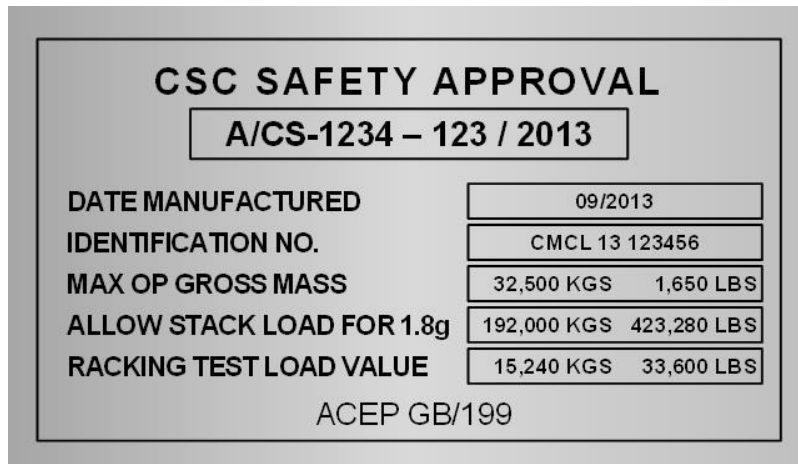 CSC SAFETY APPROVAL
A/CS-1234 – 123 / 2013
DATE MANUFACTURED 09/2013
IDENTIFICATION NO. CMCL 13 123456
MAX OP GROSS MASS 32,500 KGS 1,650 LBS
ALLOW STACK LOAD FOR 1.8g 192,000 KGS 423,280 LBS
RACKING TEST LOAD VALUE 15,240 KGS 33,600 LBS
ACEP GB/199